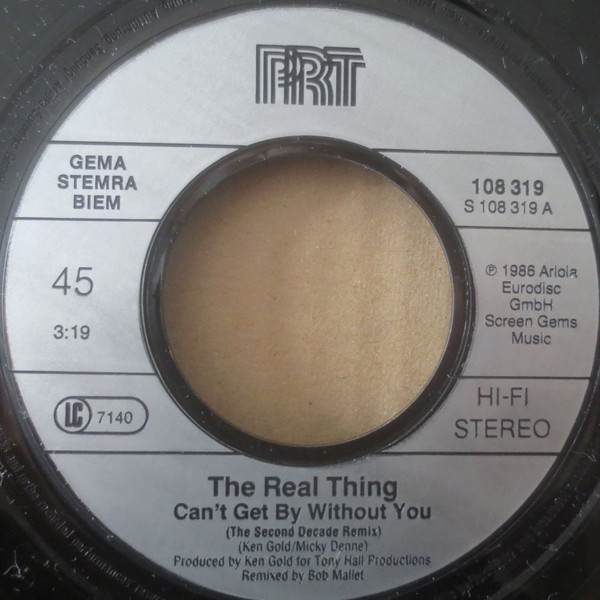 PRT
GEMA
STEMRA
BIEM
108 319
S 108 319 A
45
3:19
℗ 1986 Ariola
Eurodisc
GmbH
Screen Gems
Music
LC 7140
HI-FI
STEREO
The Real Thing
Can't Get By Without You
(The Second Decade Remix)
(Ken Gold/Micky Denne)
Produced by Ken Gold for Tony Hall Productions
Remixed by Bob Mallet